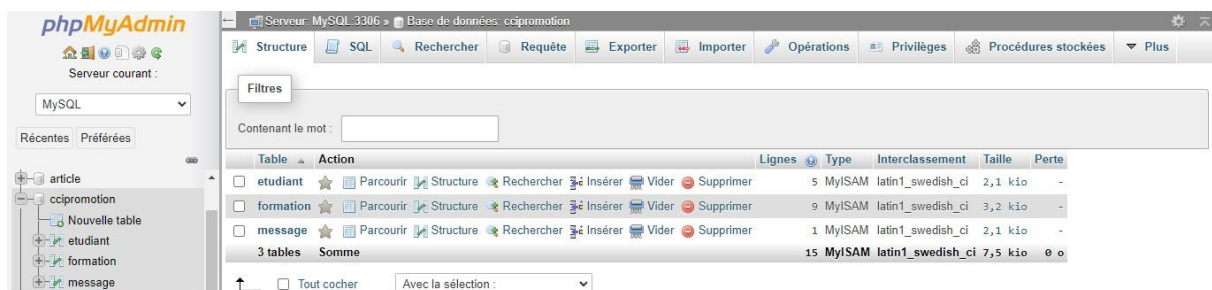 phpMyAdmin
Serveur courant :
MySQL
Récentes Préférées
article
ccipromotion
Nouvelle table
etudiant
formation
message
Serveur: MySQL:3306 » Base de données: ccipromotion
Structure SQL Rechercher Requête Exporter Importer Opérations Privilèges Procédures stockées Plus
Filtres
Contenant le mot :
Table Action Lignes Type Interclassement Taille Perte
etudiant Parcourir Structure Rechercher Insérer Vider Supprimer 5 MyISAM latin1_swedish_ci 2,1 kio -
formation Parcourir Structure Rechercher Insérer Vider Supprimer 9 MyISAM latin1_swedish_ci 3,2 kio -
message Parcourir Structure Rechercher Insérer Vider Supprimer 1 MyISAM latin1_swedish_ci 2,1 kio -
3 tables Somme 15 MyISAM latin1_swedish_ci 7,5 kio 0 o
Tout cocher Avec la sélection :